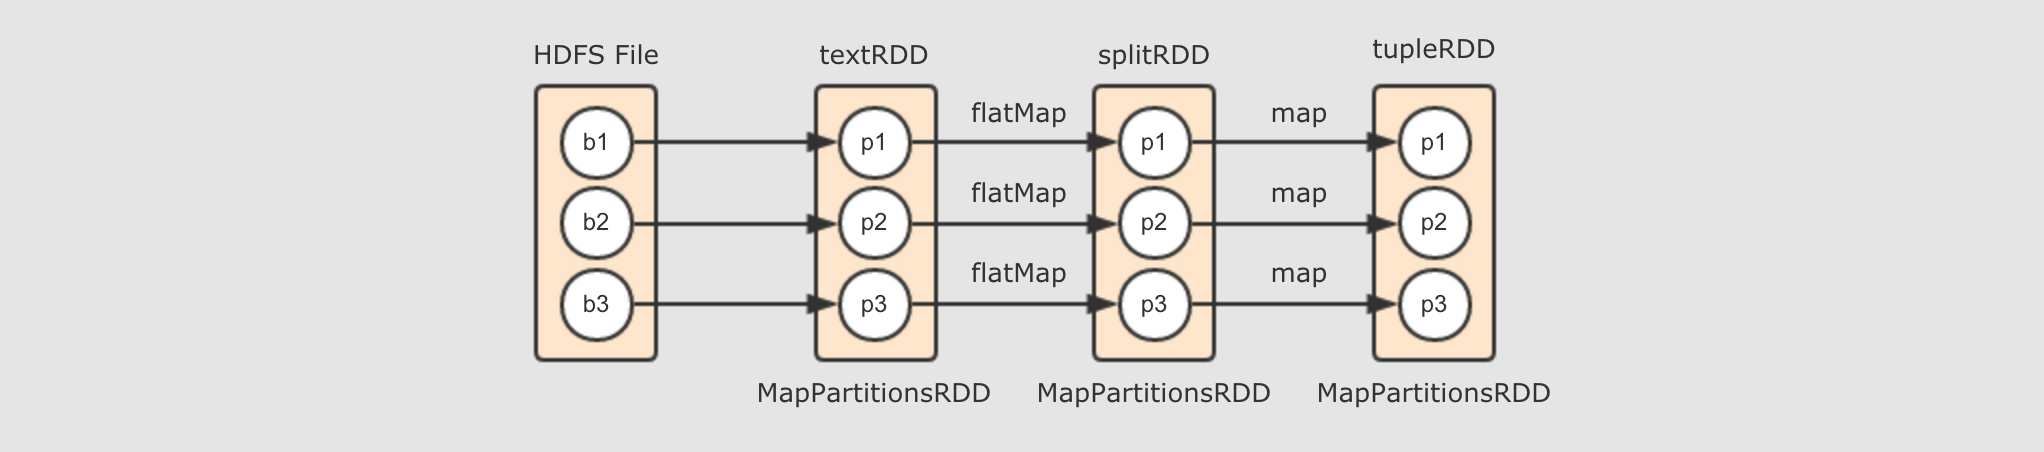 HDFS File
textRDD
splitRDD
tupleRDD
flatMap
map
b1
p1
p1
p1
flatMap
map
b2
p2
p2
p2
flatMap
map
b3
p3
p3
p3
MapPartitionsRDD
MapPartitionsRDD
MapPartitionsRDD